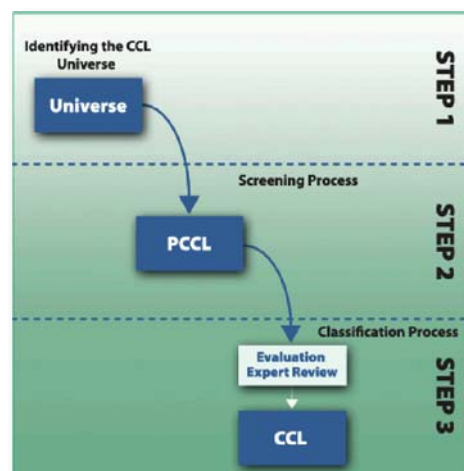 Identifying the CCL
Universe
Universe
STEP 1
Screening Process
PCCL
STEP 2
Classification Process
Evaluation
Expert Review
CCL
STEP 3